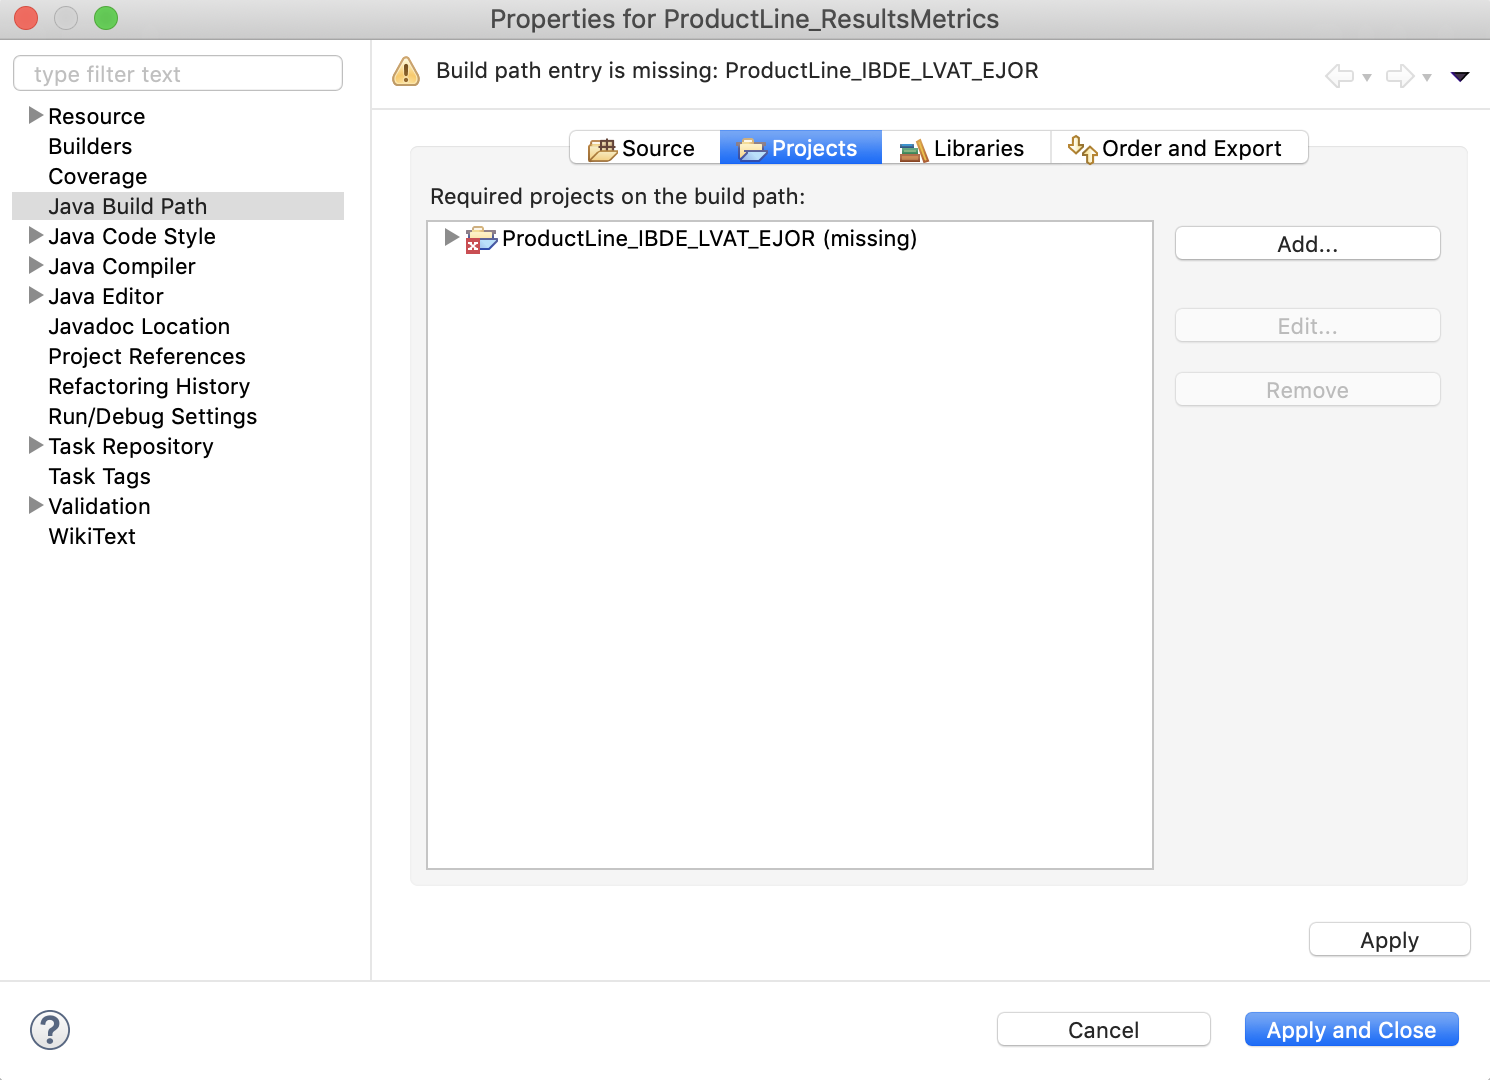 Properties for ProductLine_ResultsMetrics
type filter text
Resource
Builders
Coverage
Java Build Path
Java Code Style
Java Compiler
Java Editor
Javadoc Location
Project References
Refactoring History
Run/Debug Settings
Task Repository
Task Tags
Validation
WikiText
Build path entry is missing: ProductLine_IBDE_LVAT_EJOR
Source Projects Libraries Order and Export
Required projects on the build path:
ProductLine_IBDE_LVAT_EJOR (missing)
Add...
Edit...
Remove
Apply
?
Cancel Apply and Close